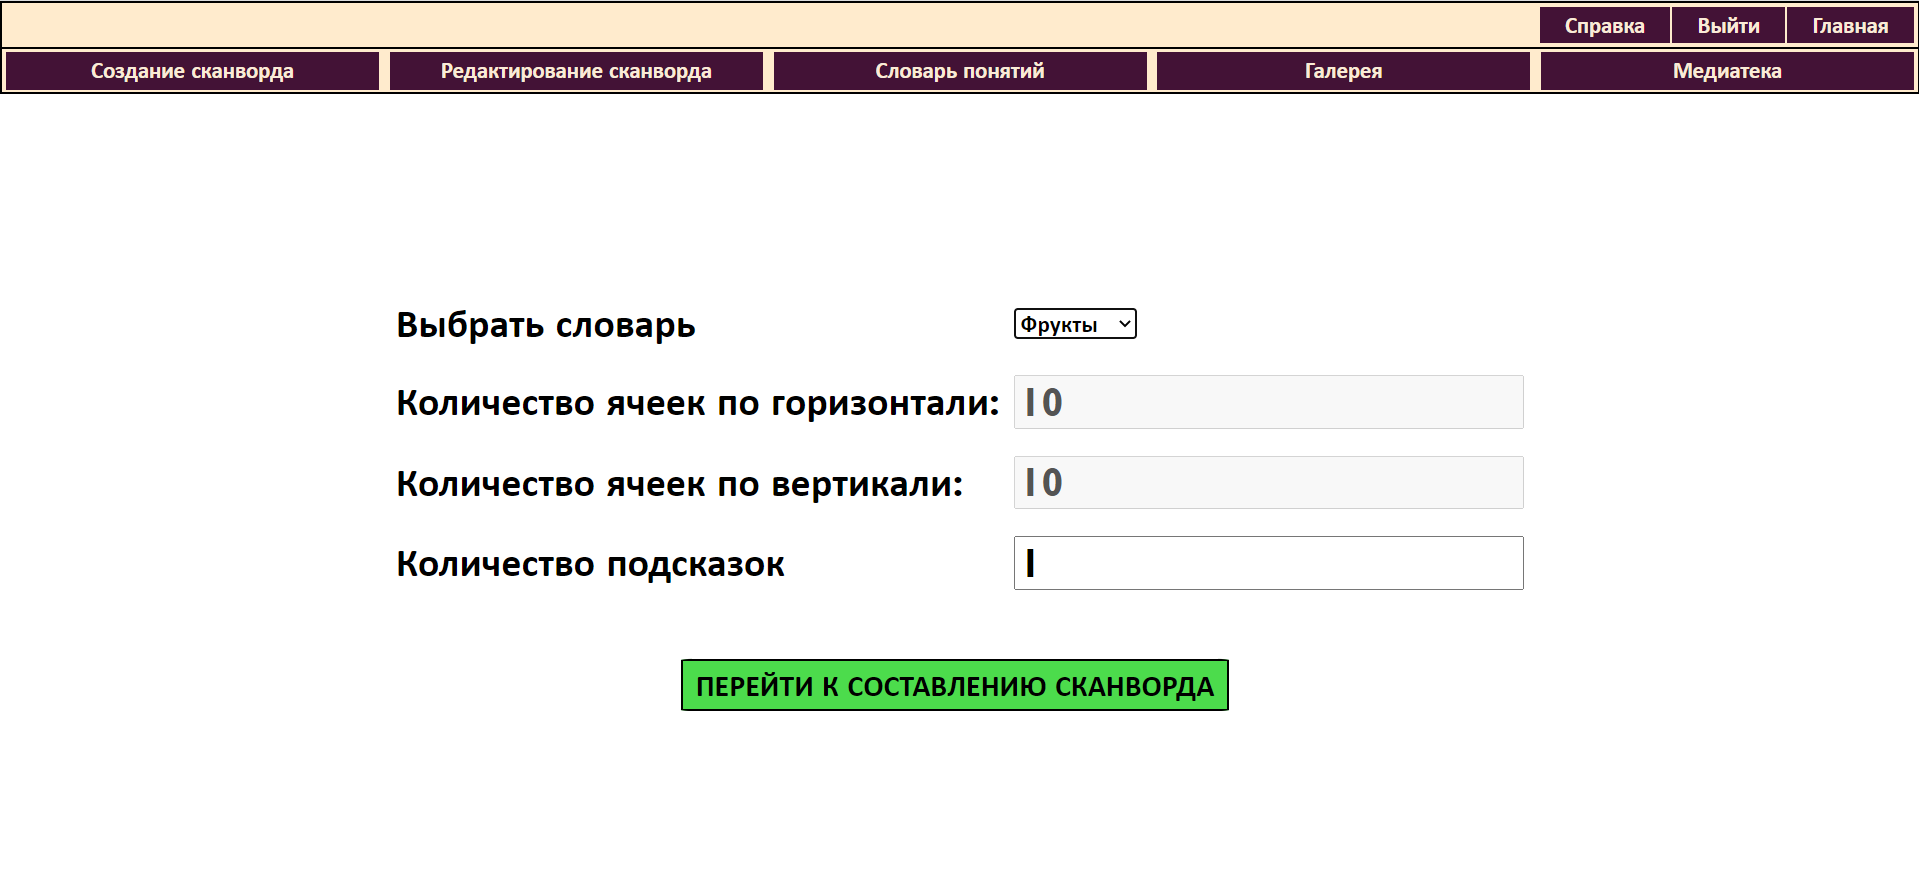 Справка Выйти Главная
Создание сканворда Редактирование сканворда Словарь понятий Галерея Медиатека
Выбрать словарь Фрукты
Количество ячеек по горизонтали: 10
Количество ячеек по вертикали: 10
Количество подсказок 1
ПЕРЕЙТИ К СОСТАВЛЕНИЮ СКАНВОРДА